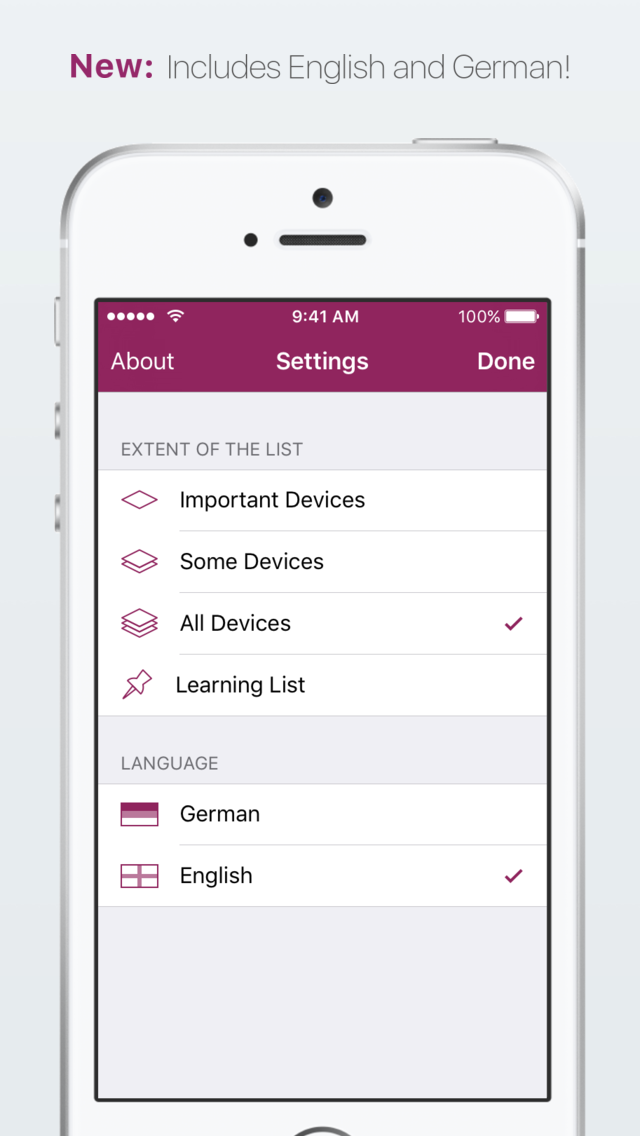 New: Includes English and German!
9:41 AM 100%
About Settings Done
EXTENT OF THE LIST
Important Devices
Some Devices
All Devices
Learning List
LANGUAGE
German
English